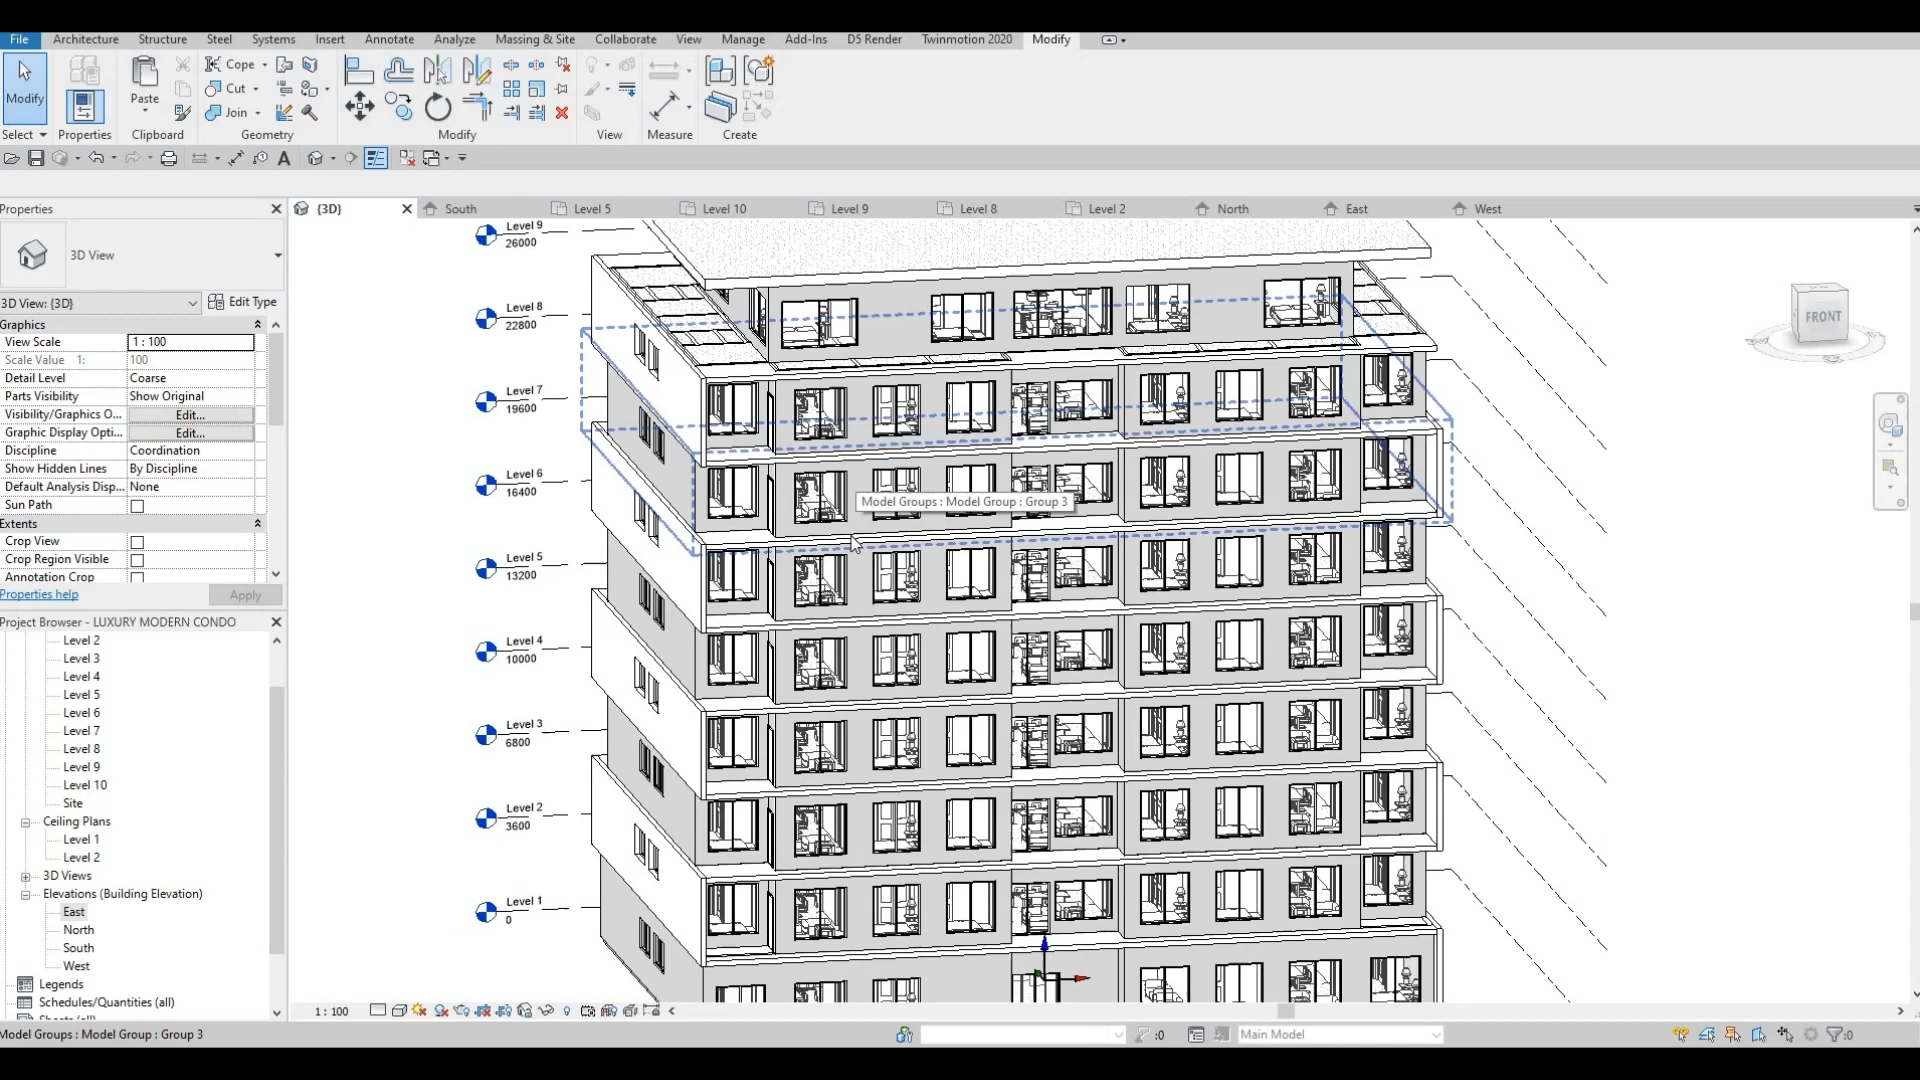 File Architecture Structure Steel Systems Insert Annotate Analyze Massing & Site Collaborate View Manage Add-Ins D5 Render Twinmotion 2020 Modify
Cope
Modify Paste Cut
Join
Select Properties Clipboard Geometry Modify View Measure Create
Properties
{3D} South Level 5 Level 10 Level 9 Level 8 Level 2 North East West
3D View
3D View: {3D} Edit Type
Graphics
View Scale 1 : 100
Scale Value 1: 100
Detail Level Coarse
Parts Visibility Show Original
Visibility/Graphics O... Edit...
Graphic Display Opti... Edit...
Discipline Coordination
Show Hidden Lines By Discipline
Default Analysis Disp... None
Sun Path
Extents
Crop View
Crop Region Visible
Annotation Crop
Properties help Apply
Project Browser - LUXURY MODERN CONDO
Level 2
Level 3
Level 4
Level 5
Level 6
Level 7
Level 8
Level 9
Level 10
Site
Ceiling Plans
Level 1
Level 2
3D Views
Elevations (Building Elevation)
East
North
South
West
Legends
Schedules/Quantities (all)
Sheets (all)
Level 9
26000
Level 8
22800
Level 7
19600
Level 6
16400
Level 5
13200
Level 4
10000
Level 3
6800
Level 2
3600
Level 1
0
Model Groups : Model Group : Group 3
FRONT
1 : 100
Model Groups : Model Group : Group 3
:0
Main Model
:0